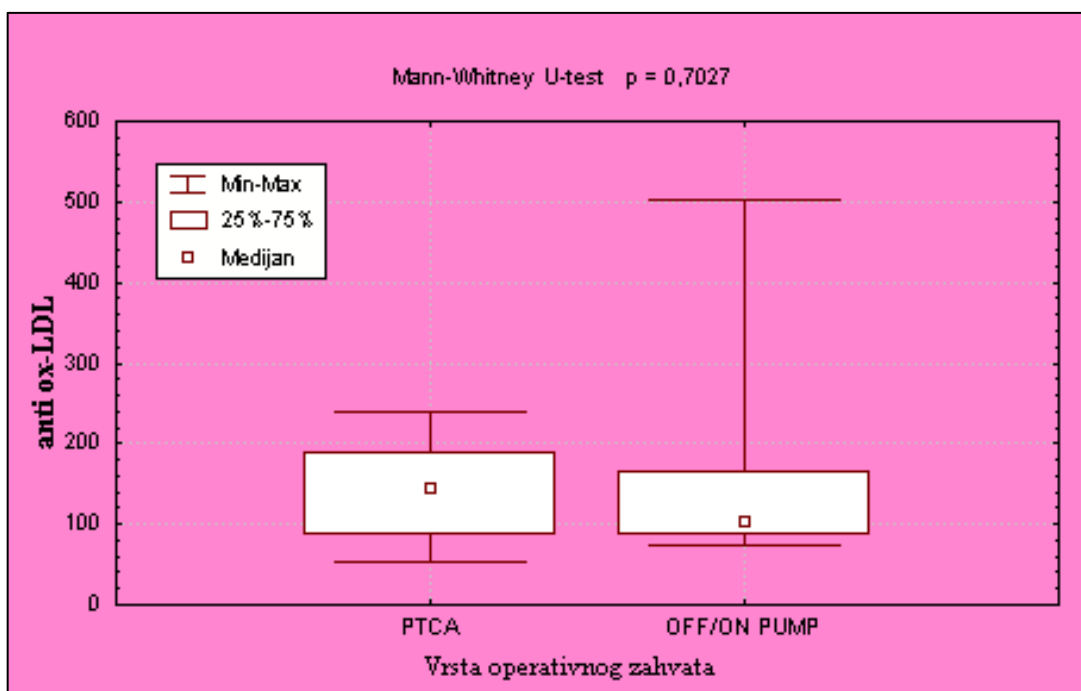 Mann-Whitney U-test p = 0,7027
600
500
400
300
200
100
0
Min-Max
25%-75%
Medijan
anti ox-LDL
PTCA
OFF/ON PUMP
Vrsta operativnog zahvata